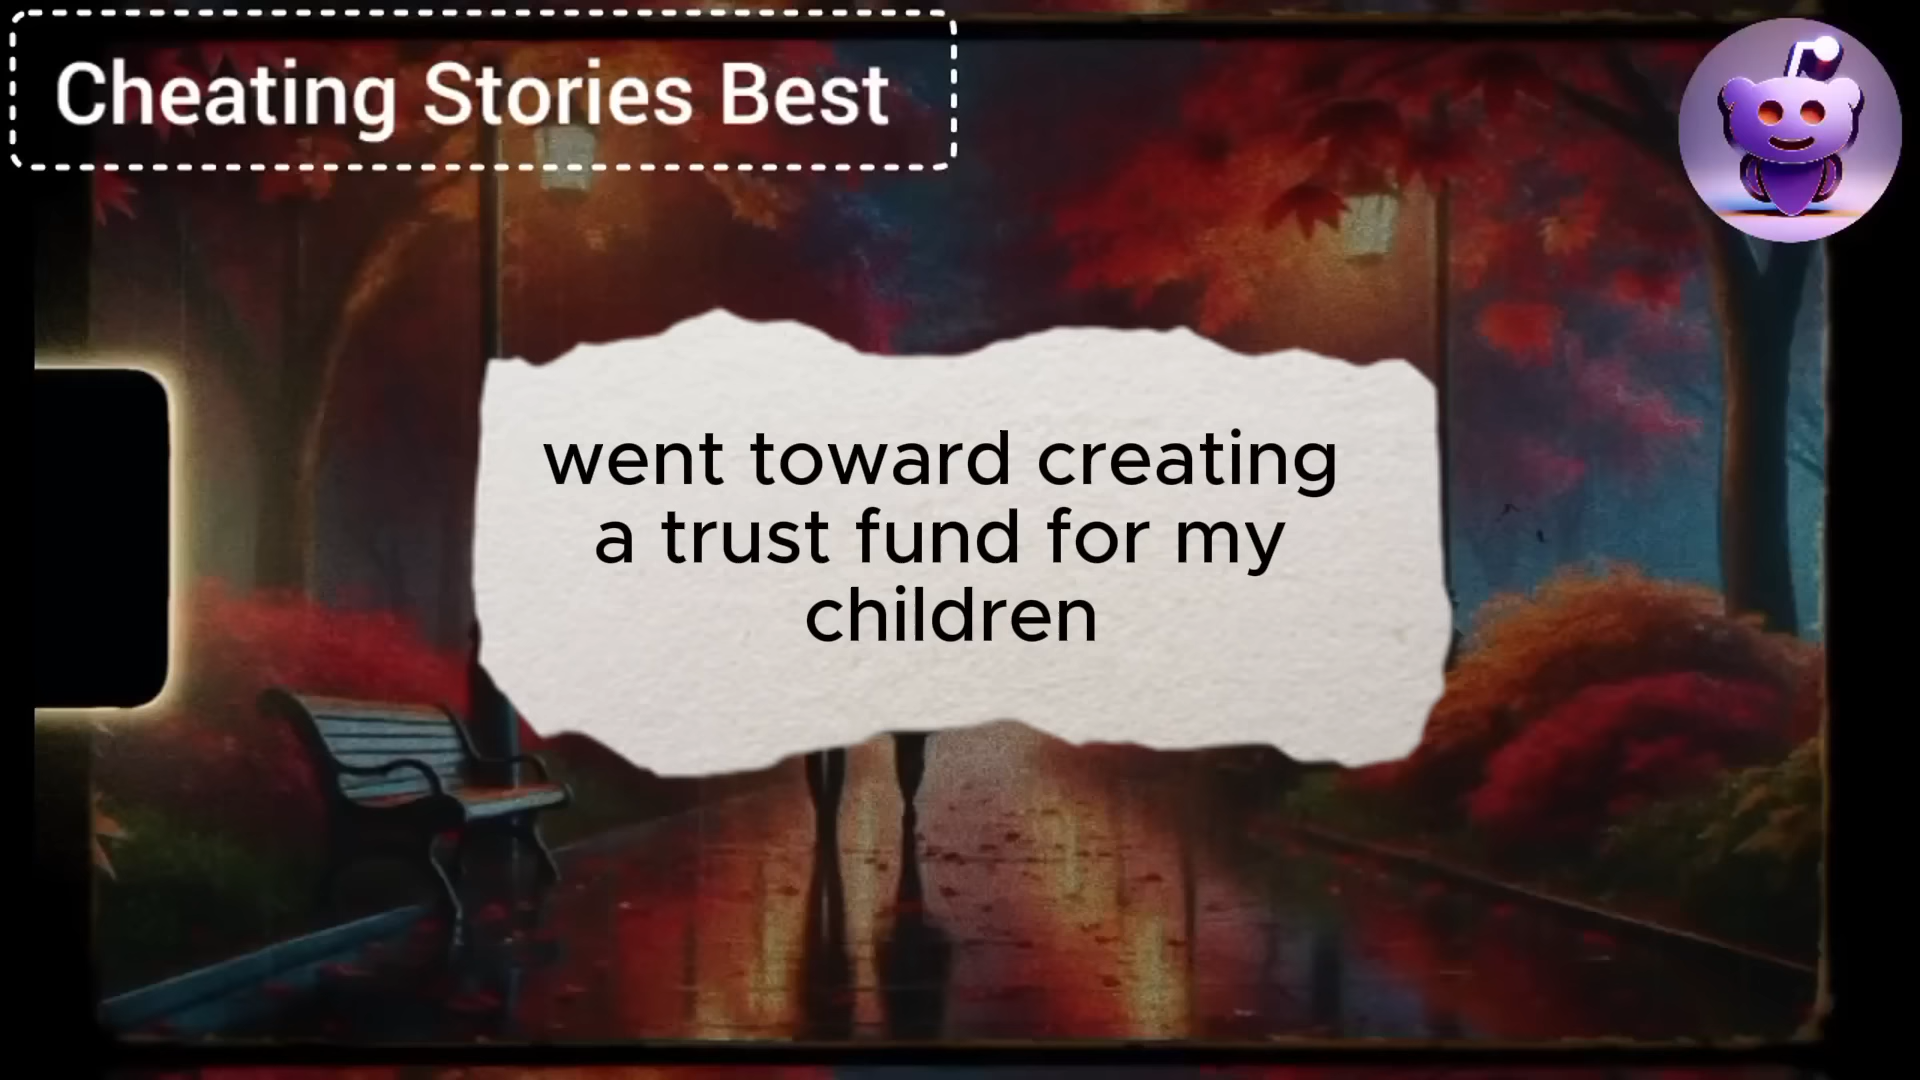 Cheating Stories Best
went toward creating
a trust fund for my
children